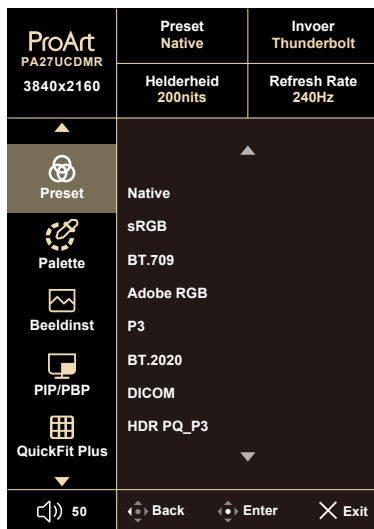 ProArt
PA27UCDMR
3840x2160
Preset
Native
Invoer
Thunderbolt
Helderheid
200nits
Refresh Rate
240Hz
Preset
Palette
Beeldinst
PIP/PBP
QuickFit Plus
Native
sRGB
BT.709
Adobe RGB
P3
BT.2020
DICOM
HDR PQ_P3
50
Back
Enter
Exit